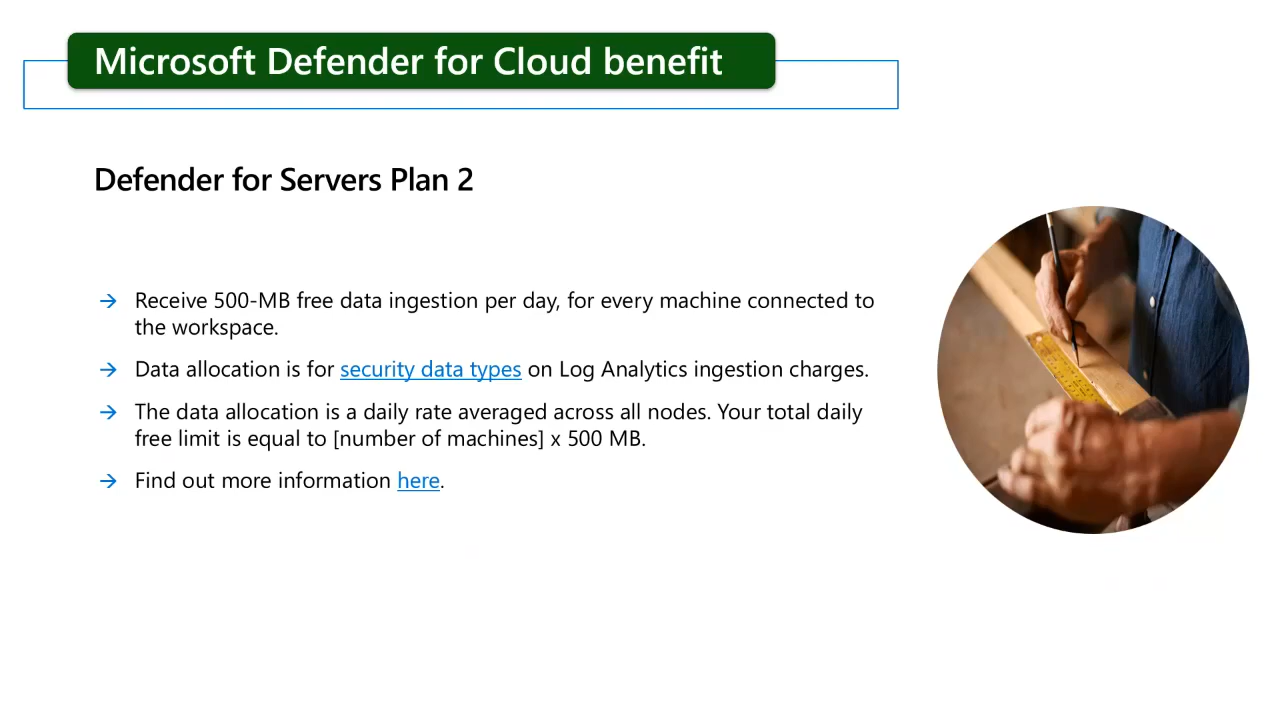 Microsoft Defender for Cloud benefit
Defender for Servers Plan 2
→ Receive 500-MB free data ingestion per day, for every machine connected to
the workspace.
→ Data allocation is for security data types on Log Analytics ingestion charges.
→ The data allocation is a daily rate averaged across all nodes. Your total daily
free limit is equal to [number of machines] x 500 MB.
→ Find out more information here.